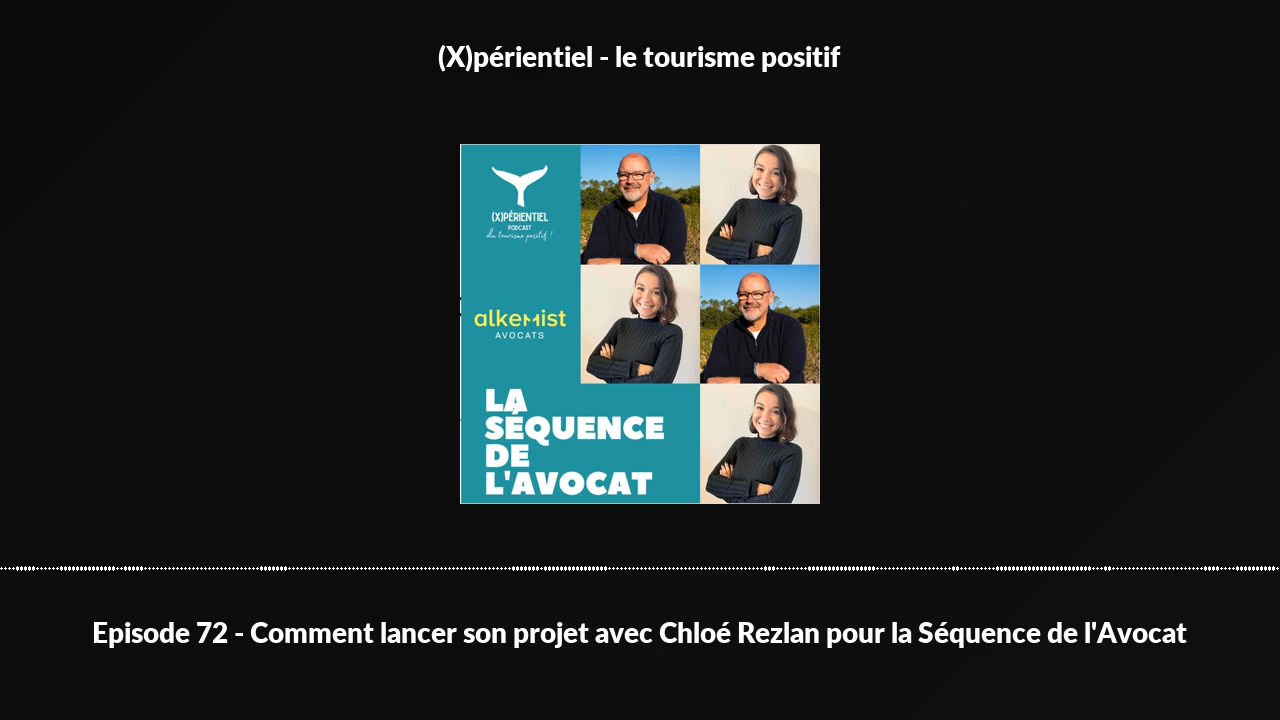 (X)périentiel - le tourisme positif
(X)PÉRIENTIEL
PODCAST
du tourisme positif !
alkemist
AVOCATS
LA
SÉQUENCE
DE
L'AVOCAT
Episode 72 - Comment lancer son projet avec Chloé Rezlan pour la Séquence de l'Avocat